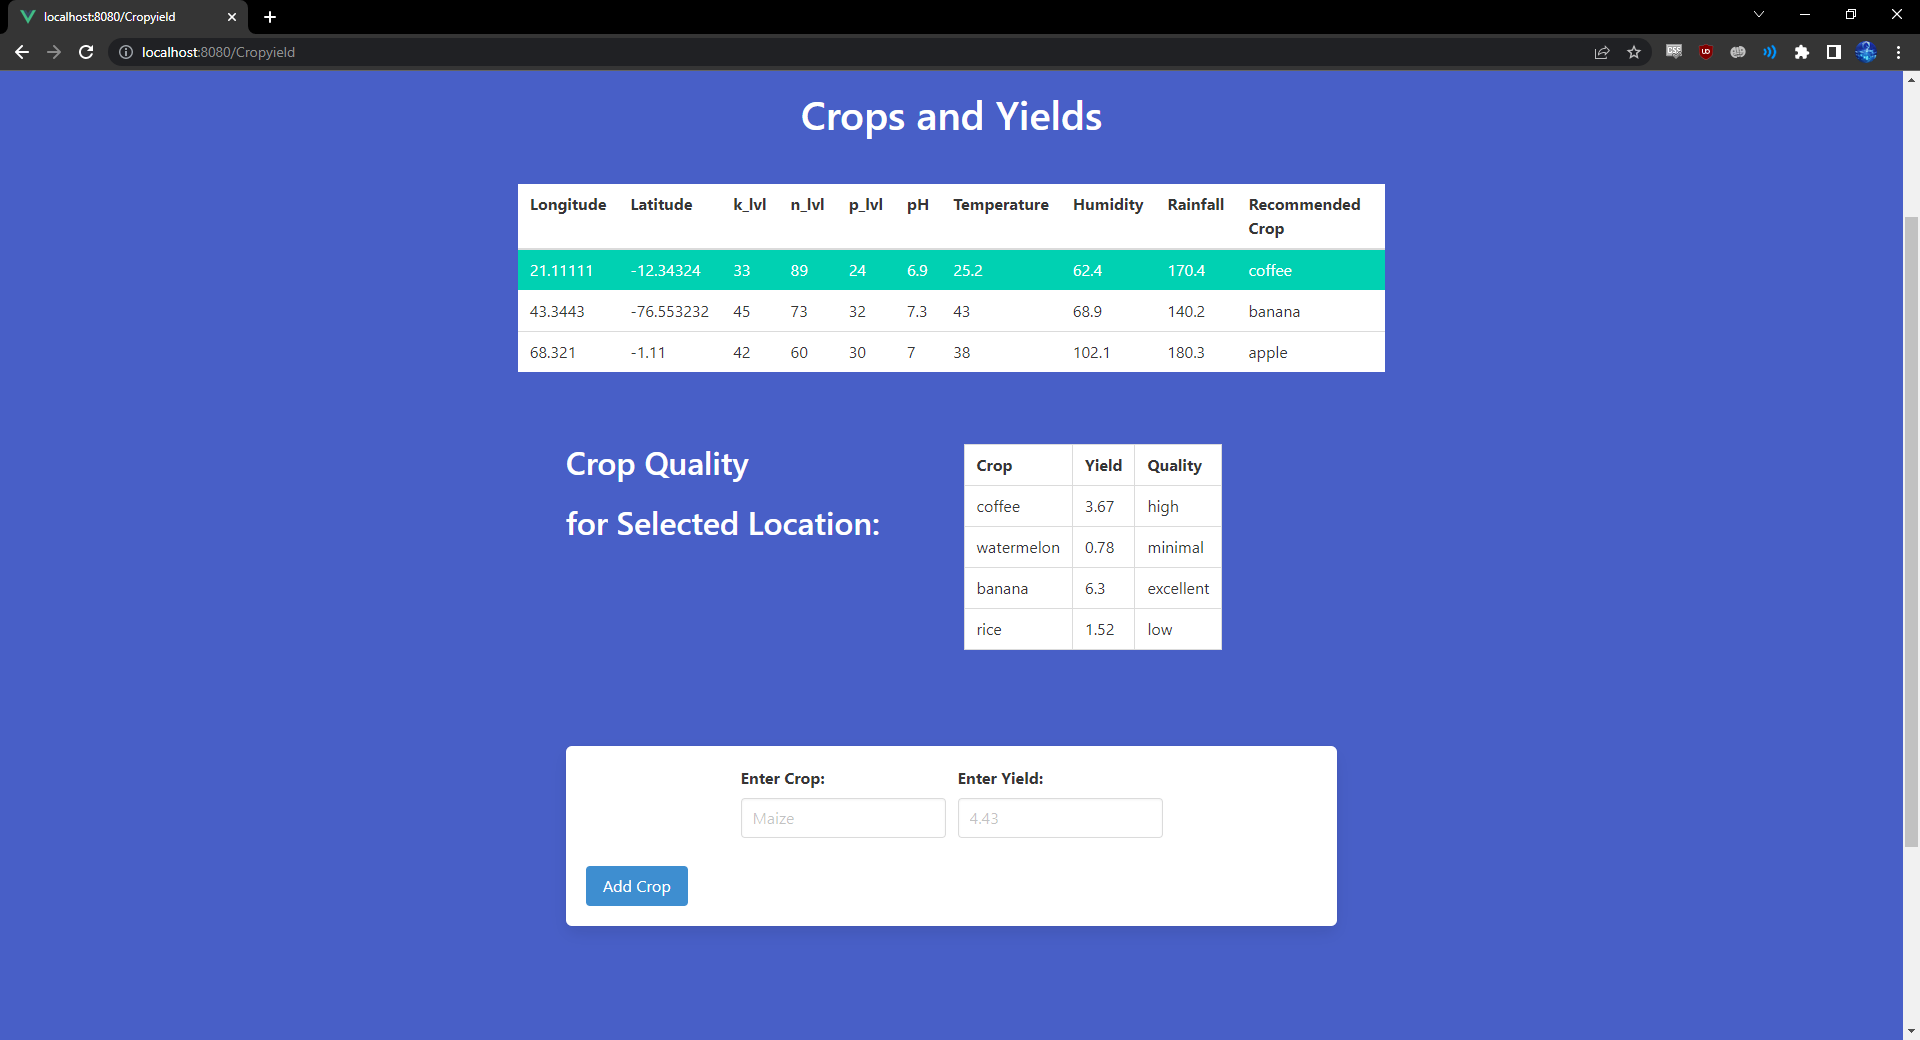 localhost:8080/Cropyield
localhost:8080/Cropyield
Crops and Yields
Longitude Latitude k_lvl n_lvl p_lvl pH Temperature Humidity Rainfall Recommended
Crop
21.11111 -12.34324 33 89 24 6.9 25.2 62.4 170.4 coffee
43.3443 -76.553232 45 73 32 7.3 43 68.9 140.2 banana
68.321 -1.11 42 60 30 7 38 102.1 180.3 apple
Crop Quality
for Selected Location:
Crop Yield Quality
coffee 3.67 high
watermelon 0.78 minimal
banana 6.3 excellent
rice 1.52 low
Enter Crop: Enter Yield:
Maize 4.43
Add Crop